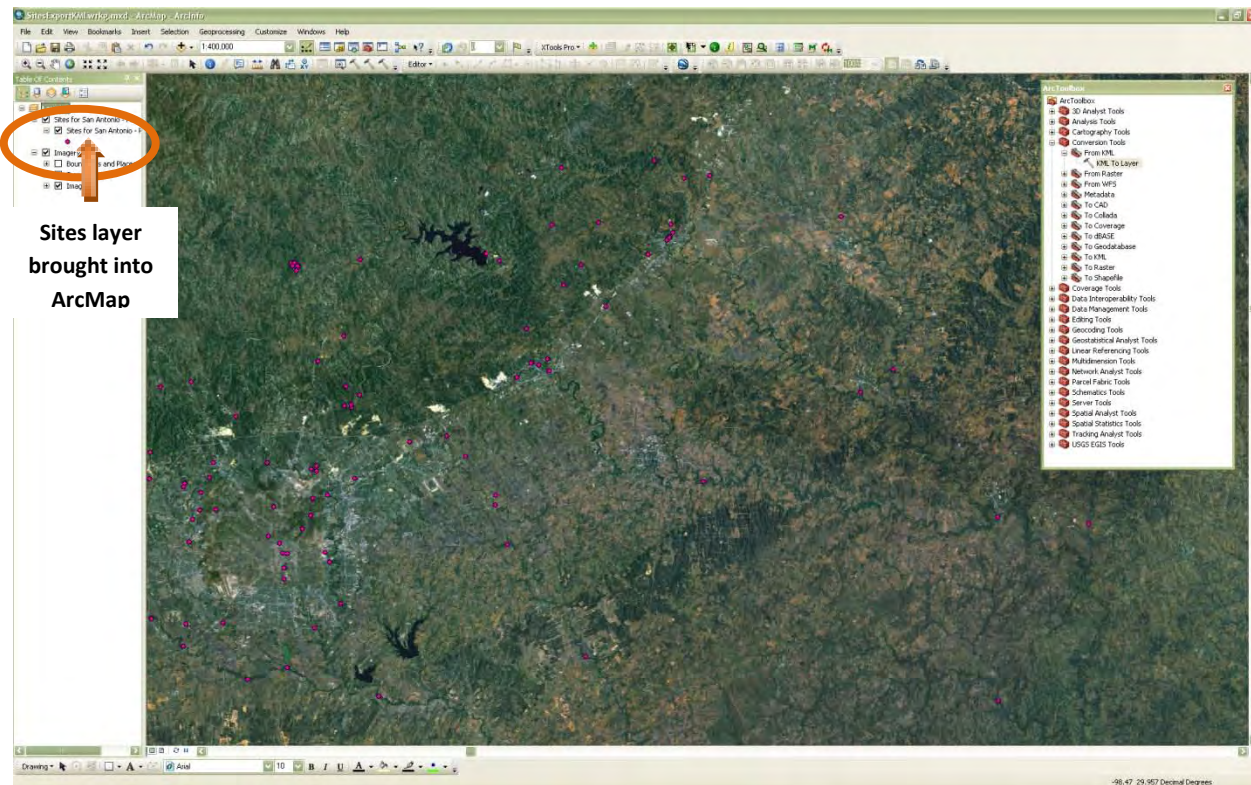 SitesExportKMLwrkg.mxd - ArcMap - ArcInfo
File Edit View Bookmarks Insert Selection Geoprocessing Customize Windows Help
1:400,000
XTools Pro
Editor
Table Of Contents
Sites for San Antonio -
Sites for San Antonio -
Imagery
and
Sites layer
brought into
ArcMap
ArcToolbox
ArcToolbox
3D Analyst Tools
Analysis Tools
Cartography Tools
Conversion Tools
From KML
KML To Layer
From Raster
From WFS
Metadata
To CAD
To Collada
To Coverage
To dBASE
To Geodatabase
To KML
To Raster
To Shapefile
Coverage Tools
Data Interoperability Tools
Data Management Tools
Editing Tools
Geocoding Tools
Geostatistical Analyst Tools
Linear Referencing Tools
Multidimension Tools
Network Analyst Tools
Parcel Fabric Tools
Schematics Tools
Server Tools
Spatial Analyst Tools
Spatial Statistics Tools
Tracking Analyst Tools
USGS EGIS Tools
Drawing
A
Arial
10
B I U A
-98.47 29.957 Decimal Degrees